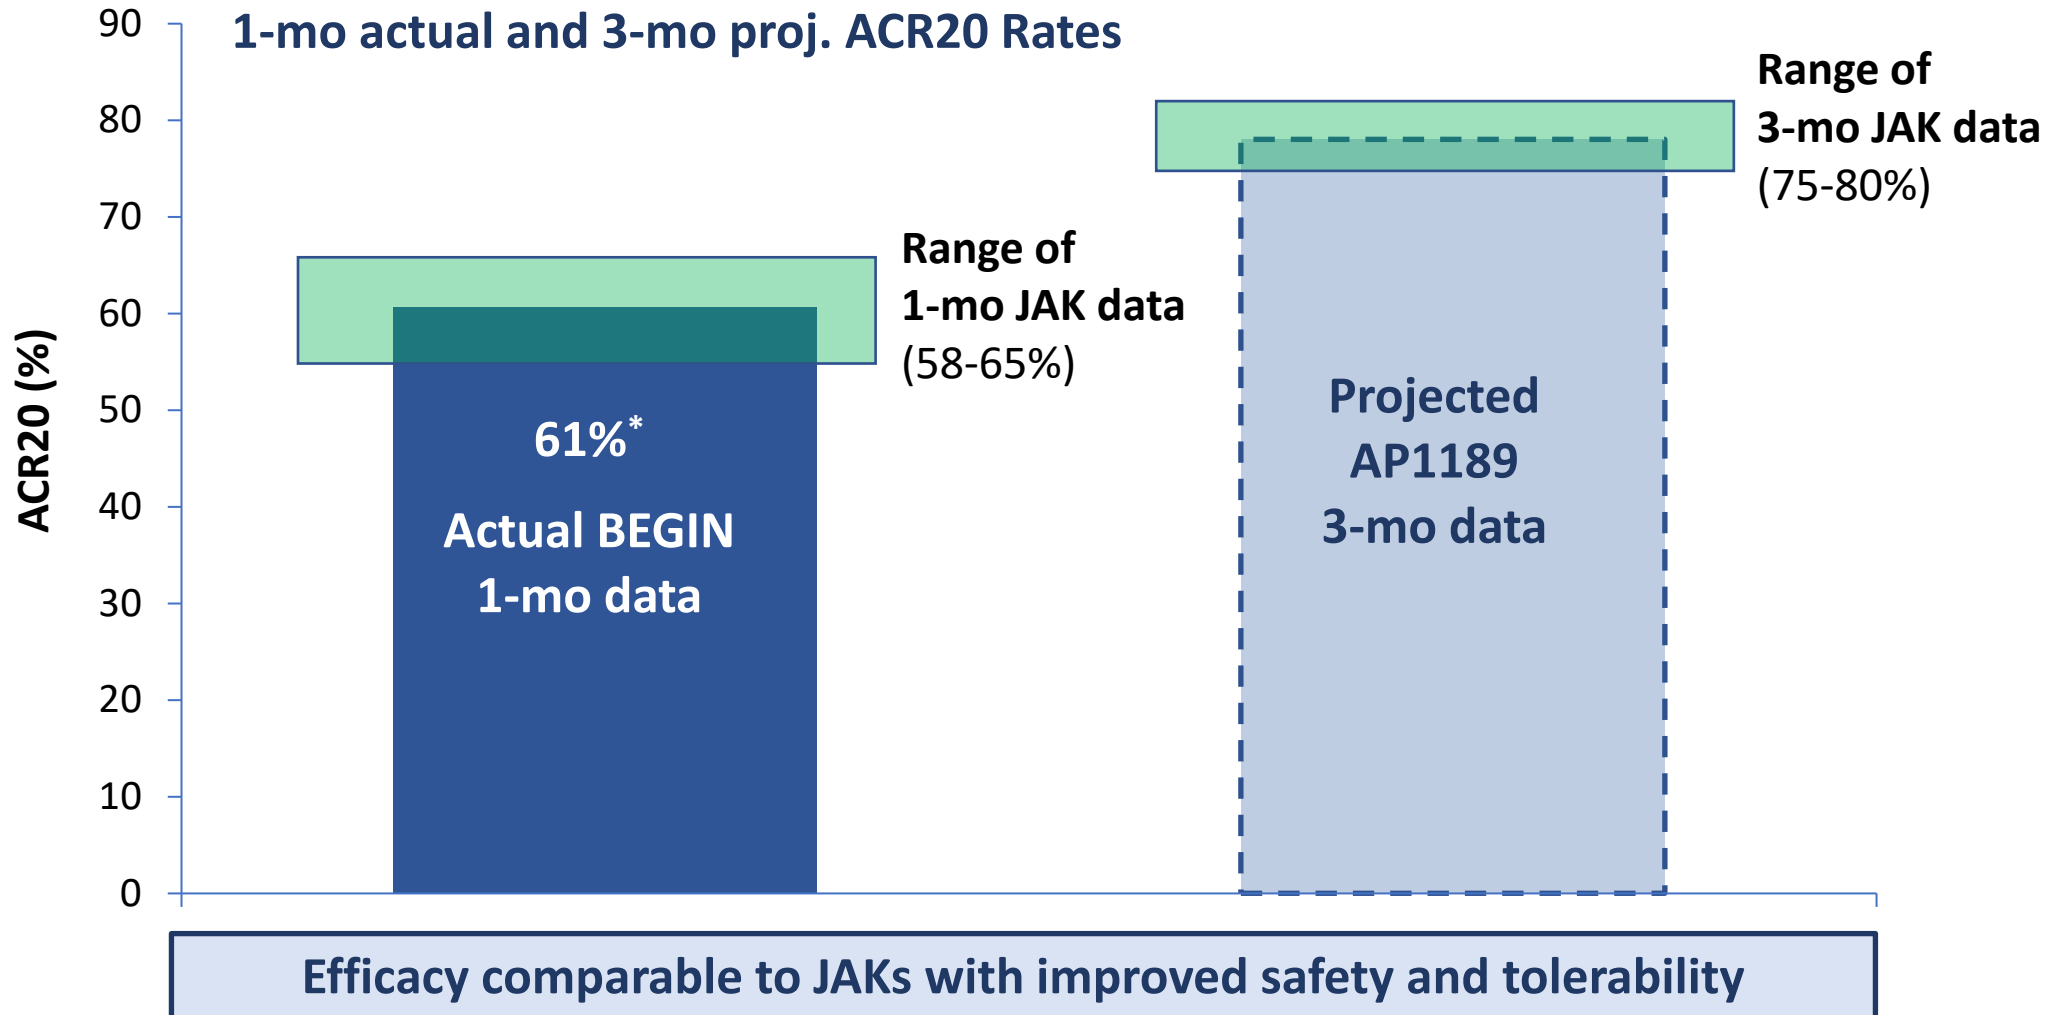 1-mo actual and 3-mo proj. ACR20 Rates
ACR20 (%)
90
80
70
60
50
40
30
20
10
0
61%*
Actual BEGIN
1-mo data
Range of
1-mo JAK data
(58-65%)
Projected
AP1189
3-mo data
Range of
3-mo JAK data
(75-80%)
Efficacy comparable to JAKs with improved safety and tolerability